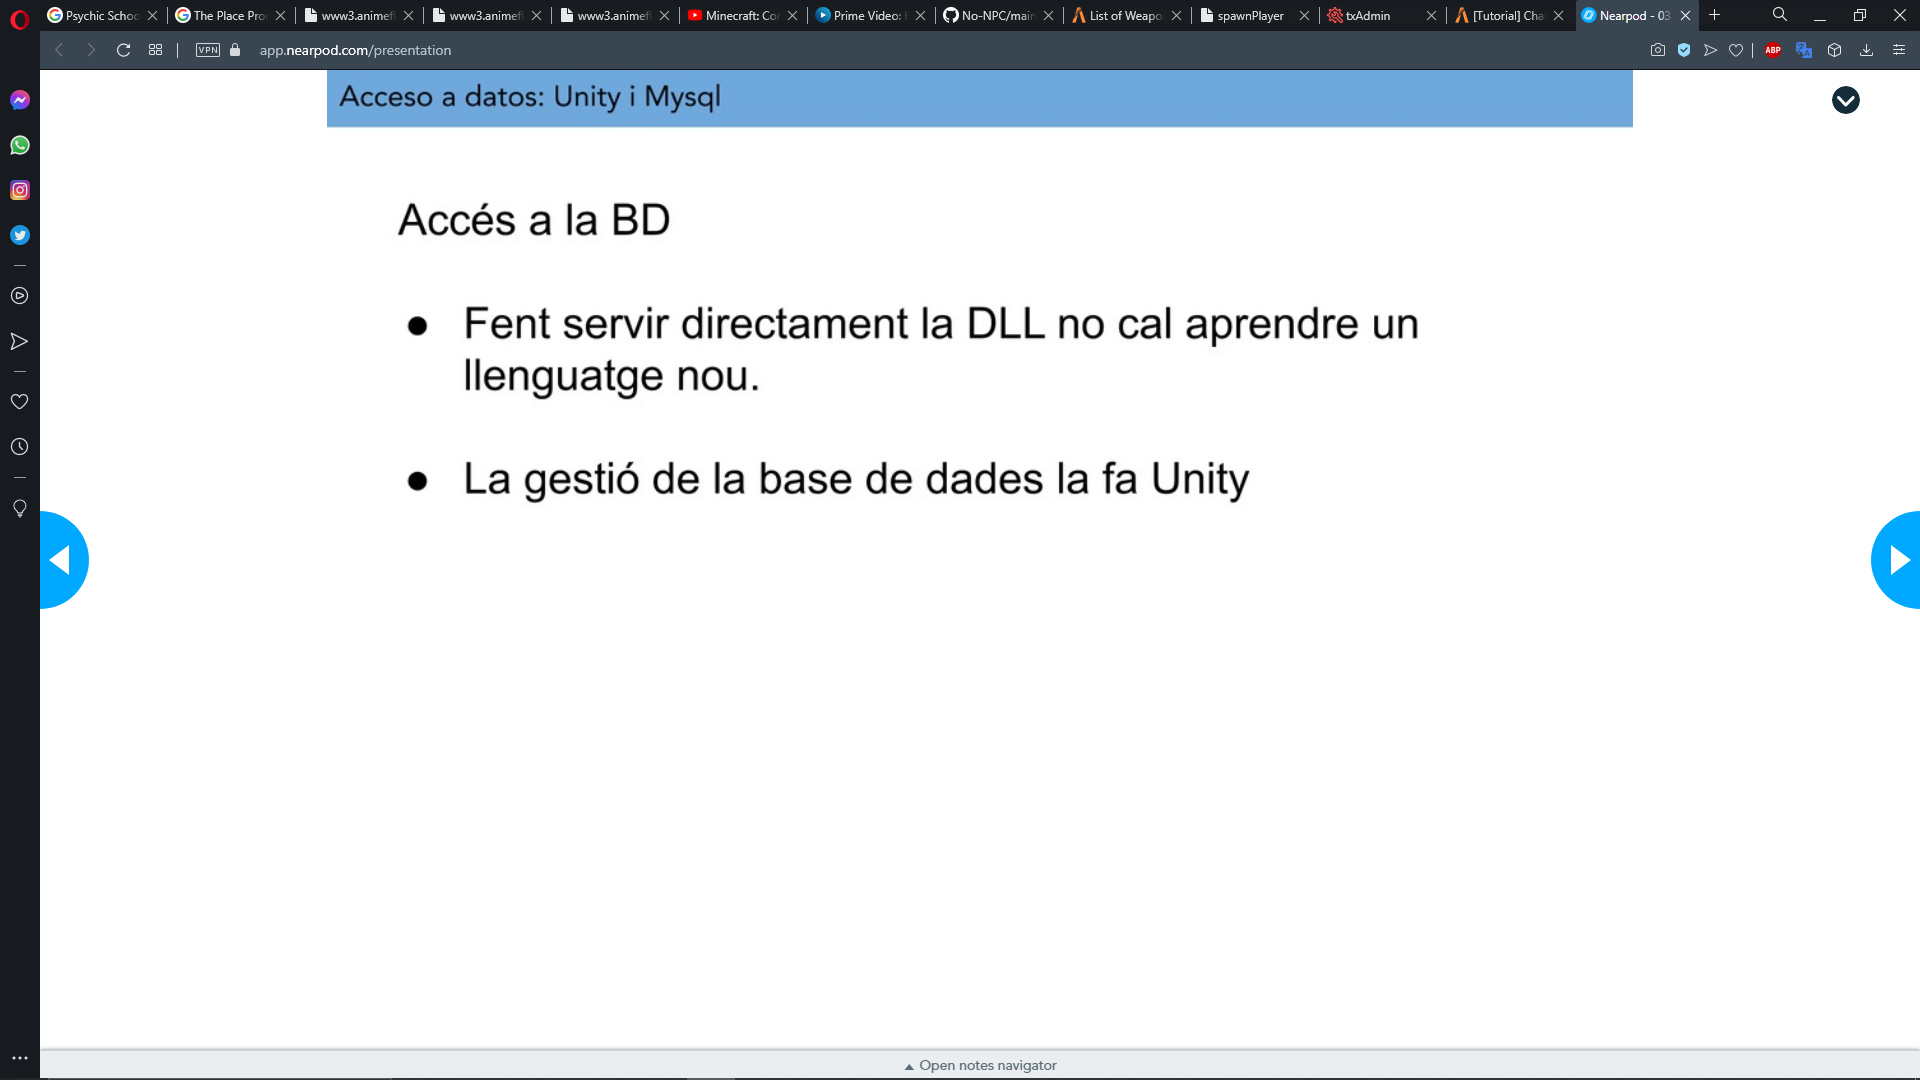 Psychic Schoo
The Place Pro
www3.animefl
www3.animefl
www3.animefl
Minecraft: Co
Prime Video:
No-NPC/main
List of Weapo
spawnPlayer
txAdmin
[Tutorial] Cha
Nearpod - 03
VPN
app.nearpod.com/presentation
ABP
Acceso a datos: Unity i Mysql
Accés a la BD
● Fent servir directament la DLL no cal aprendre un
llenguatge nou.
● La gestió de la base de dades la fa Unity
Open notes navigator